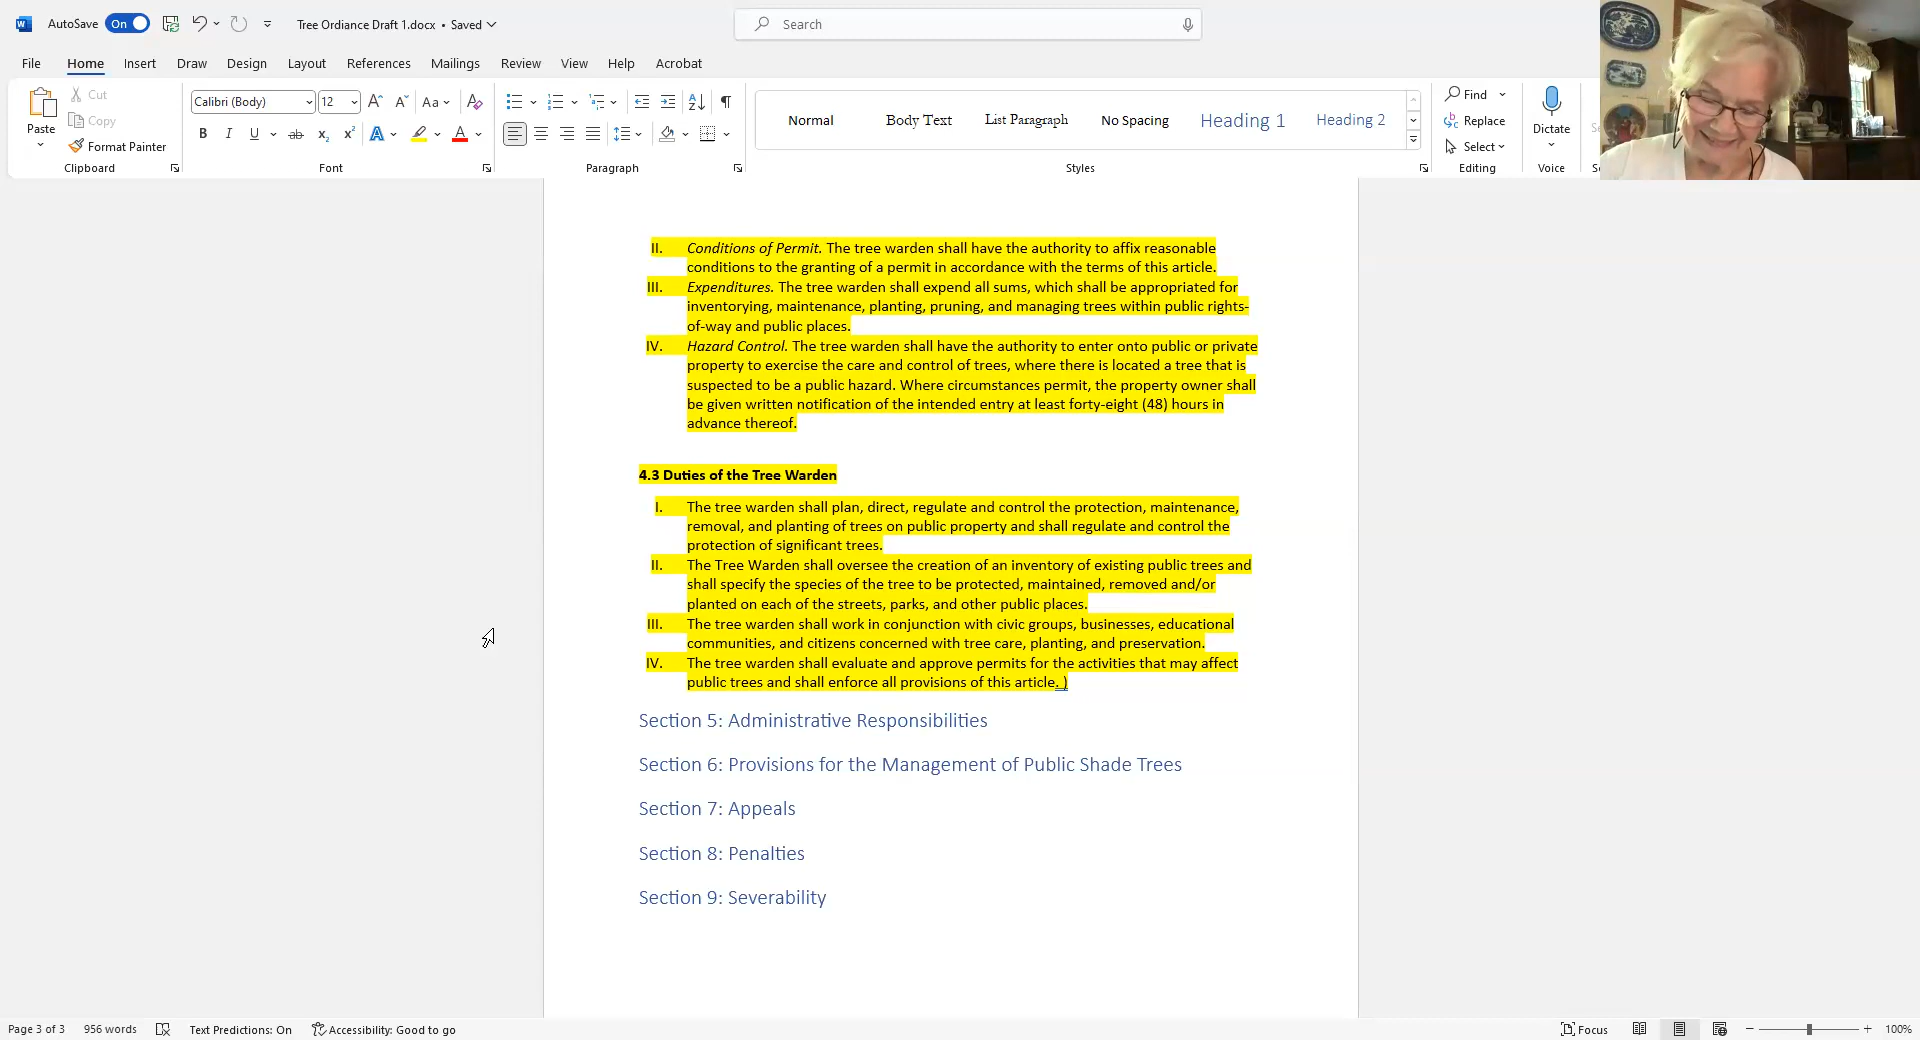 AutoSave On Tree Ordiance Draft 1.docx • Saved Search
File Home Insert Draw Design Layout References Mailings Review View Help Acrobat
Paste
Cut
Copy
Format Painter
Clipboard
Calibri (Body) 12
Font
Paragraph
Normal Body Text List Paragraph No Spacing Heading 1 Heading 2
Styles
Find
Replace
Select
Editing
Dictate
Voice
II. Conditions of Permit. The tree warden shall have the authority to affix reasonable
conditions to the granting of a permit in accordance with the terms of this article.
III. Expenditures. The tree warden shall expend all sums, which shall be appropriated for
inventorying, maintenance, planting, pruning, and managing trees within public rights-
of-way and public places.
IV. Hazard Control. The tree warden shall have the authority to enter onto public or private
property to exercise the care and control of trees, where there is located a tree that is
suspected to be a public hazard. Where circumstances permit, the property owner shall
be given written notification of the intended entry at least forty-eight (48) hours in
advance thereof.
4.3 Duties of the Tree Warden
I. The tree warden shall plan, direct, regulate and control the protection, maintenance,
removal, and planting of trees on public property and shall regulate and control the
protection of significant trees.
II. The Tree Warden shall oversee the creation of an inventory of existing public trees and
shall specify the species of the tree to be protected, maintained, removed and/or
planted on each of the streets, parks, and other public places.
III. The tree warden shall work in conjunction with civic groups, businesses, educational
communities, and citizens concerned with tree care, planting, and preservation.
IV. The tree warden shall evaluate and approve permits for the activities that may affect
public trees and shall enforce all provisions of this article. )
Section 5: Administrative Responsibilities
Section 6: Provisions for the Management of Public Shade Trees
Section 7: Appeals
Section 8: Penalties
Section 9: Severability
Page 3 of 3 956 words Text Predictions: On Accessibility: Good to go Focus 100%